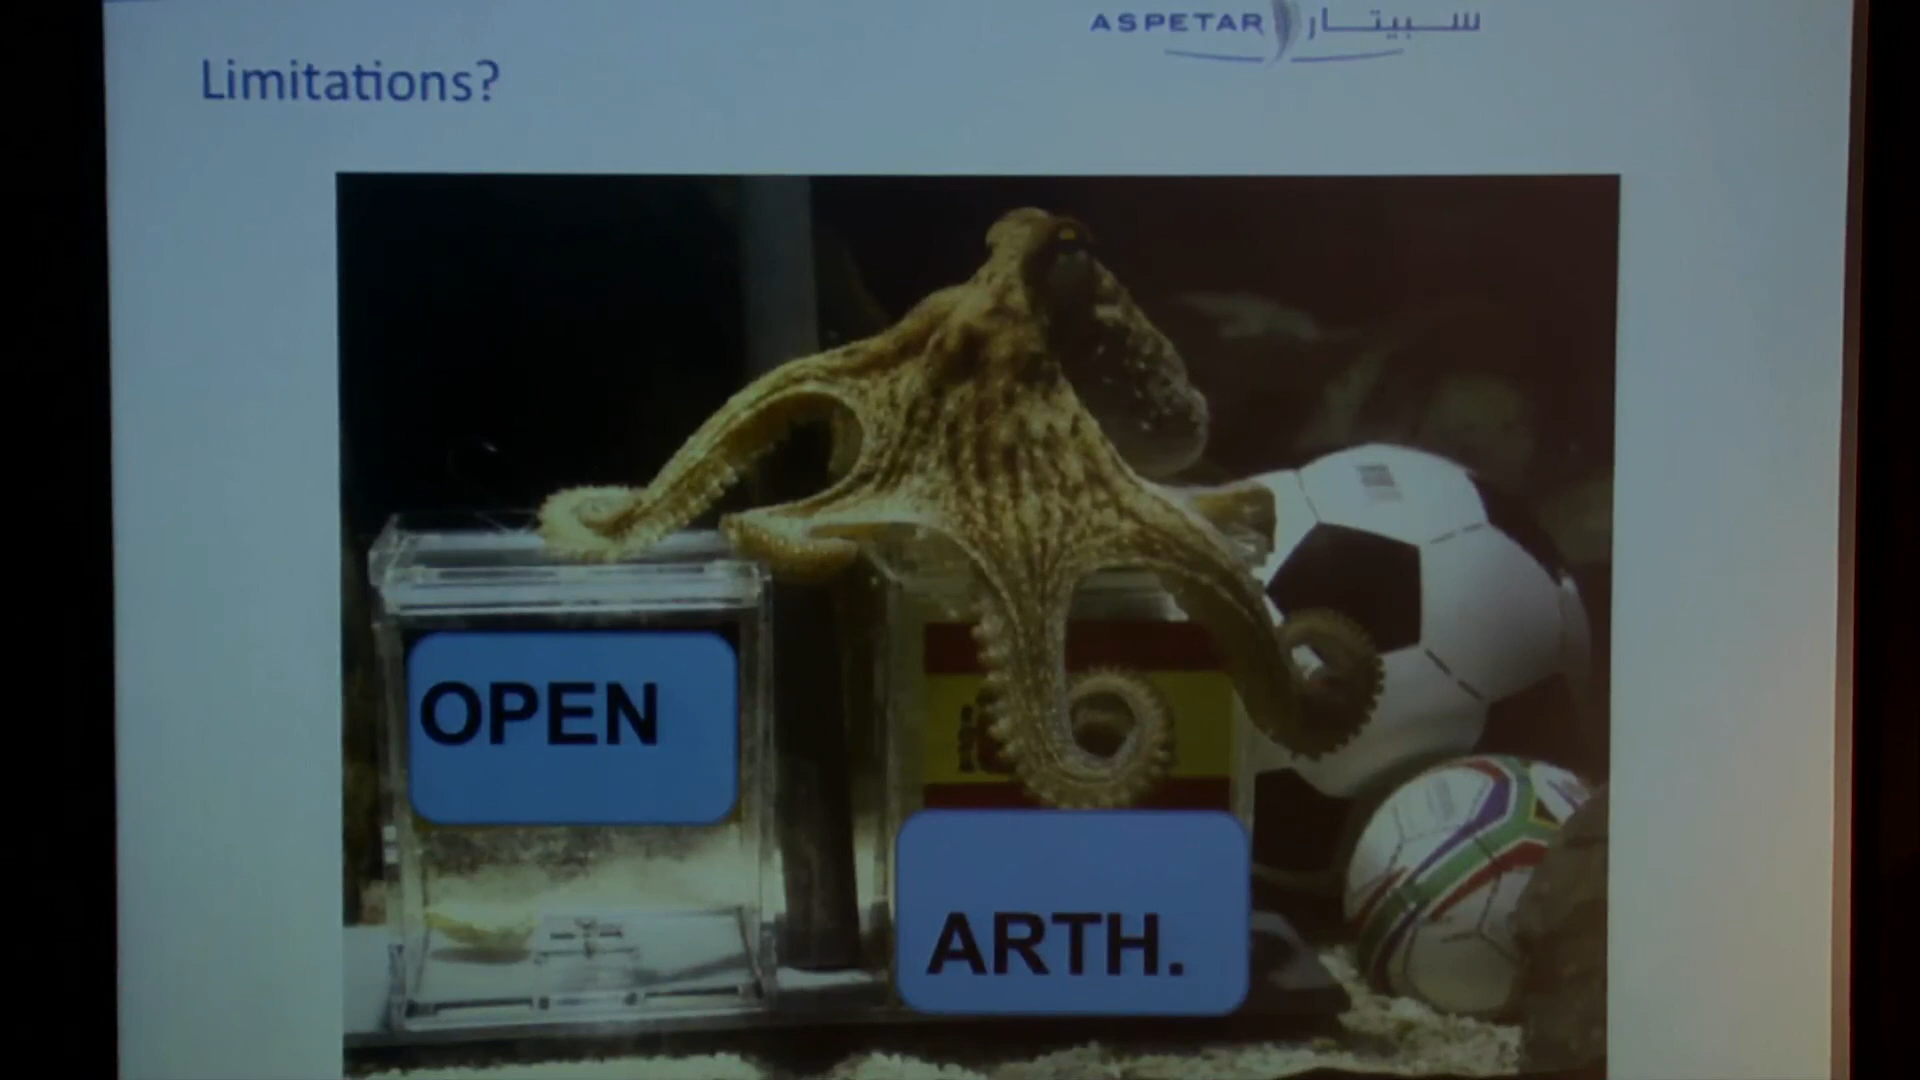 ASPETAR سبيتار
Limitations?
OPEN
ARTH.